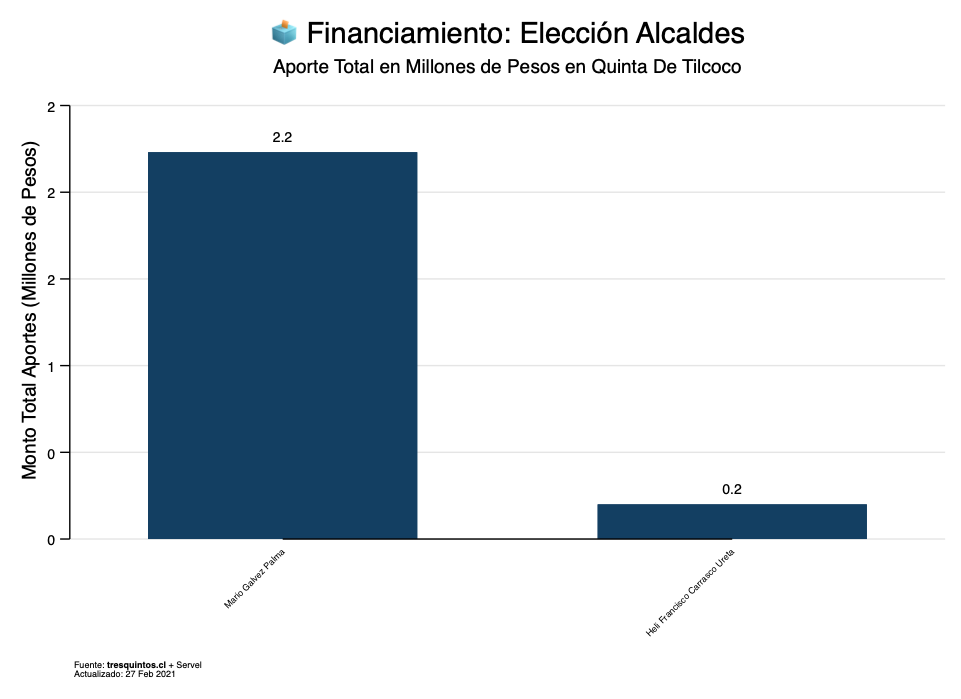 🗳️ Financiamiento: Elección Alcaldes
Aporte Total en Millones de Pesos en Quinta De Tilcoco
Monto Total Aportes (Millones de Pesos)
2
2
2
1
0
0
2.2
0.2
Mario Galvez Palma
Heli Francisco Carrasco Ureta
Fuente: tresquintos.cl + Servel
Actualizado: 27 Feb 2021